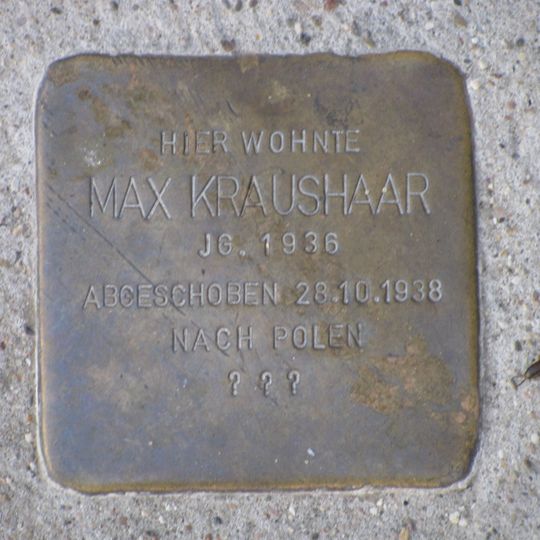 HIER WOHNTE
MAX KRAUSHAAR
JG. 1936
ABGESCHOBEN 28.10.1938
NACH POLEN
? ? ?